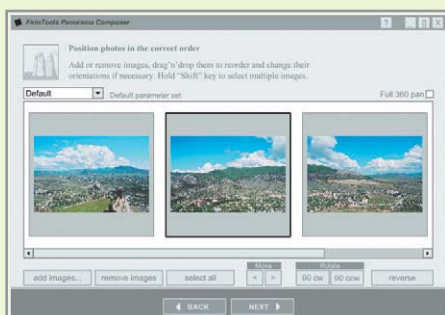 FirmTools Panorama Composer
? _ [] X
Position photos in the correct order
Add or remove images, drag'n'drop them to reorder and change their
orientations if necessary. Hold "Shift" key to select multiple images.
Default Default parameter set Full 360 pan
Move Rotate
add images... remove images select all < > 90 cw 90 ccw reverse
BACK NEXT